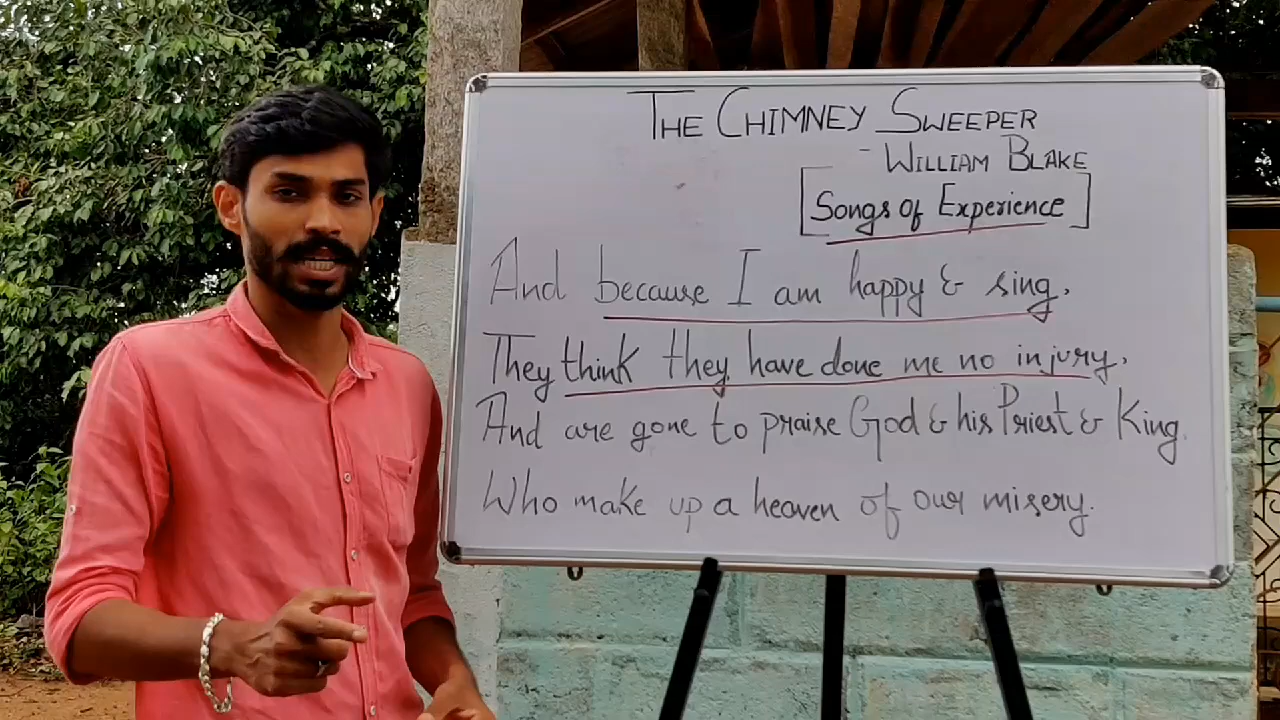 THE CHIMNEY SWEEPER
- WILLIAM BLAKE
[Songs of Experience]
And because I am happy & sing,
They think they have done me no injury,
And are gone to praise God & his Priest & King.
Who make up a heaven of our misery.